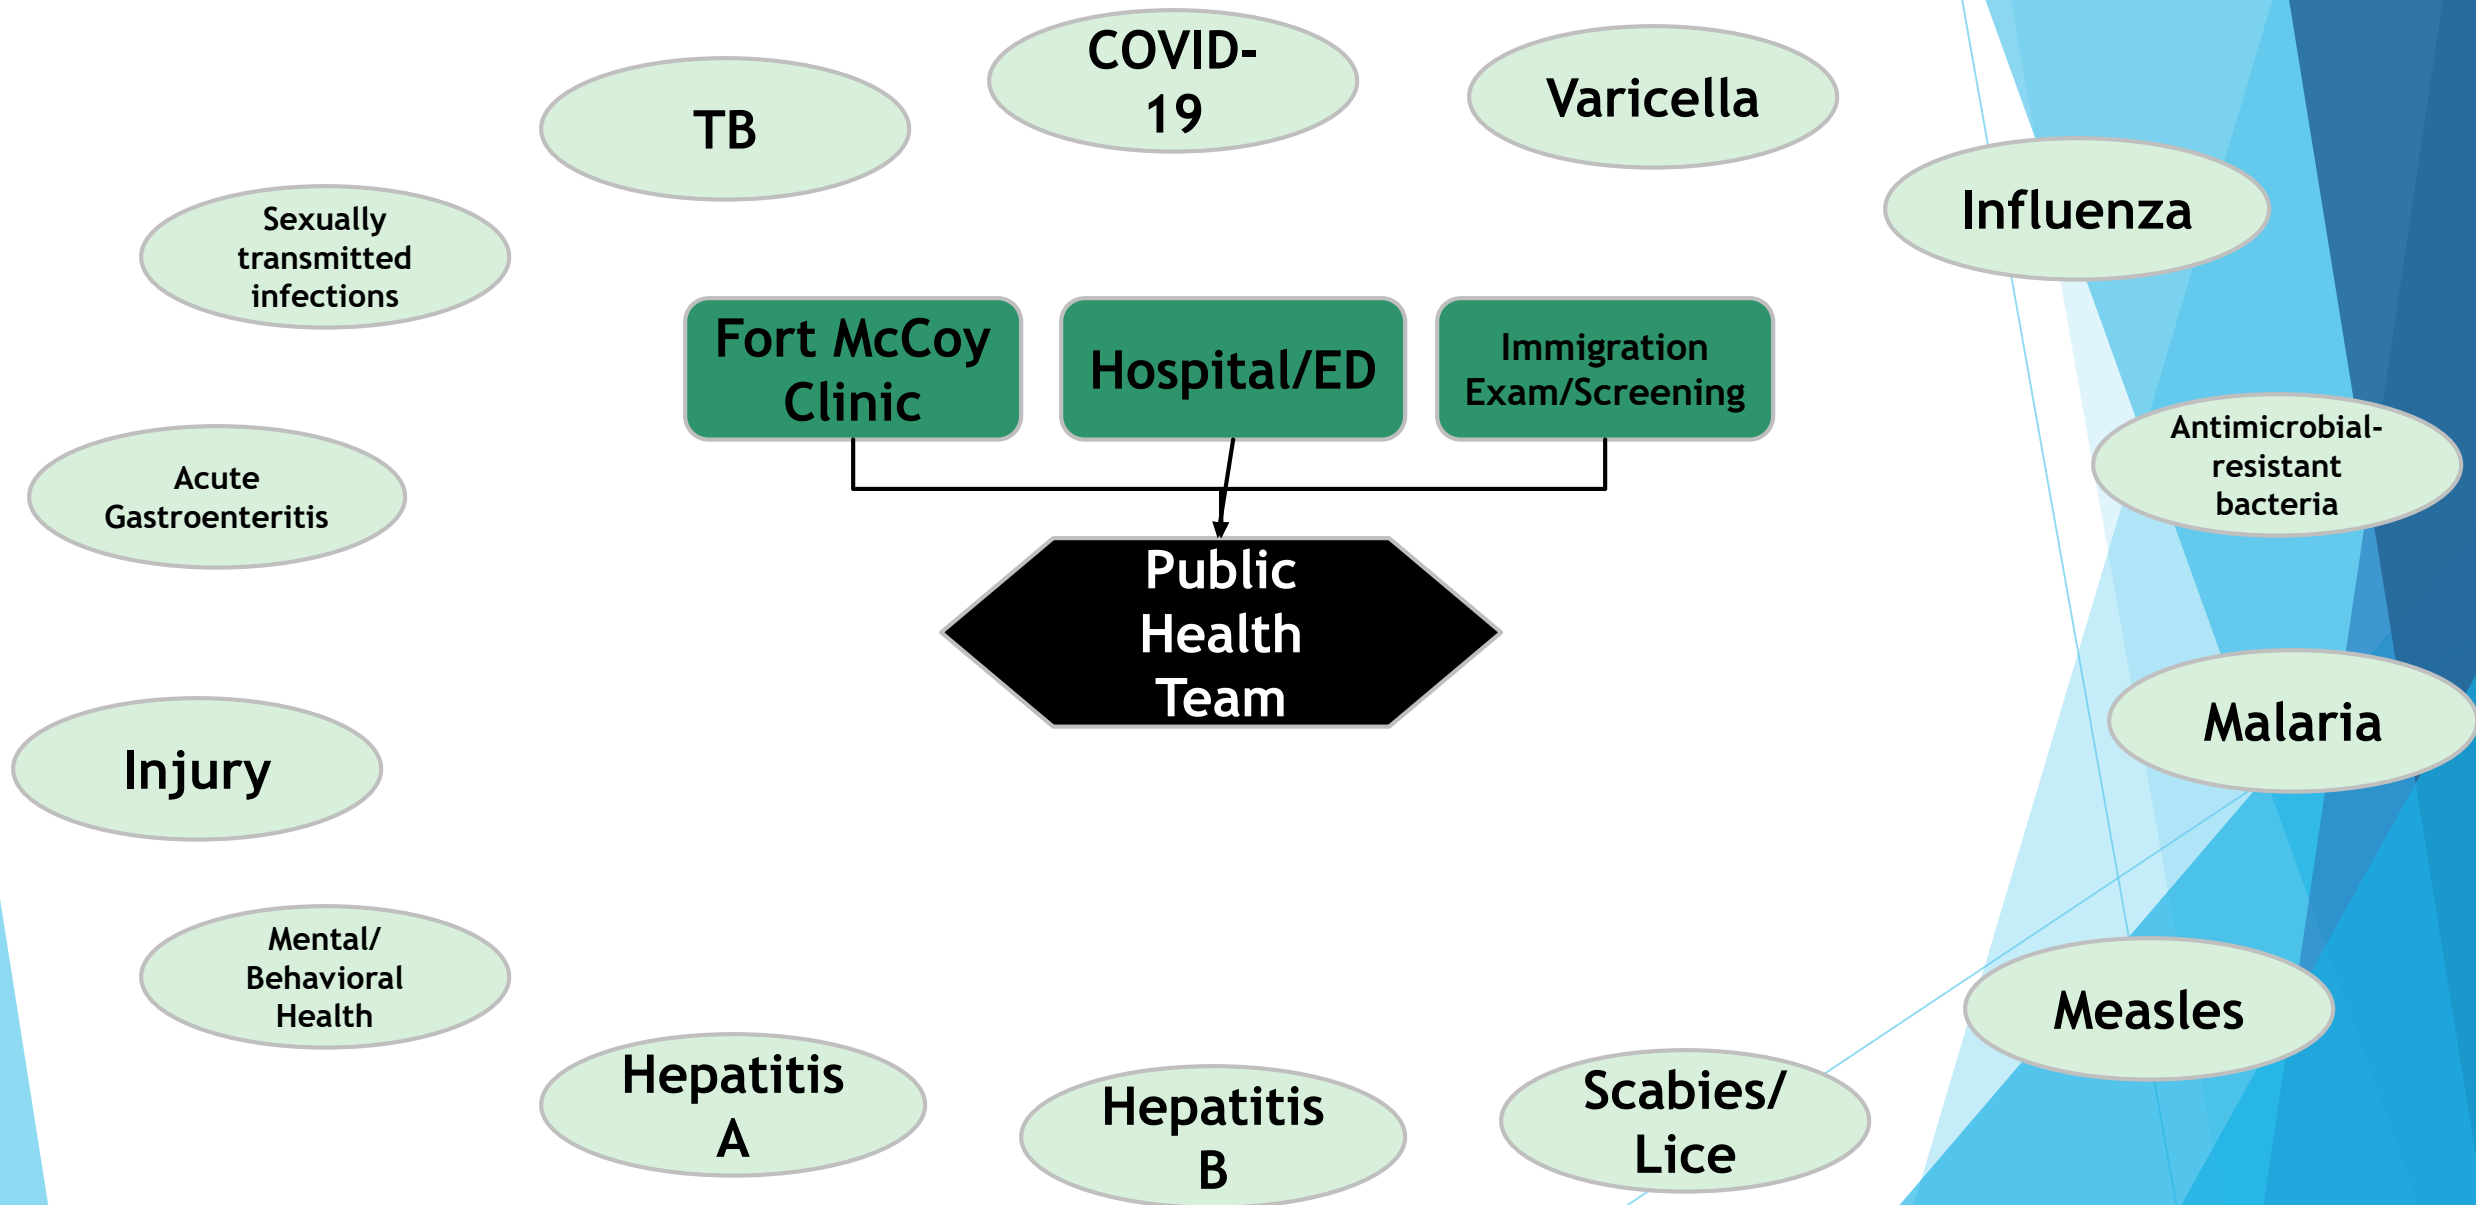 COVID-
19
TB
Varicella
Influenza
Sexually
transmitted
infections
Fort McCoy
Clinic
Hospital/ED
Immigration
Exam/Screening
Antimicrobial-
resistant
bacteria
Acute
Gastroenteritis
Public
Health
Team
Malaria
Injury
Mental/
Behavioral
Health
Measles
Hepatitis
A
Hepatitis
B
Scabies/
Lice